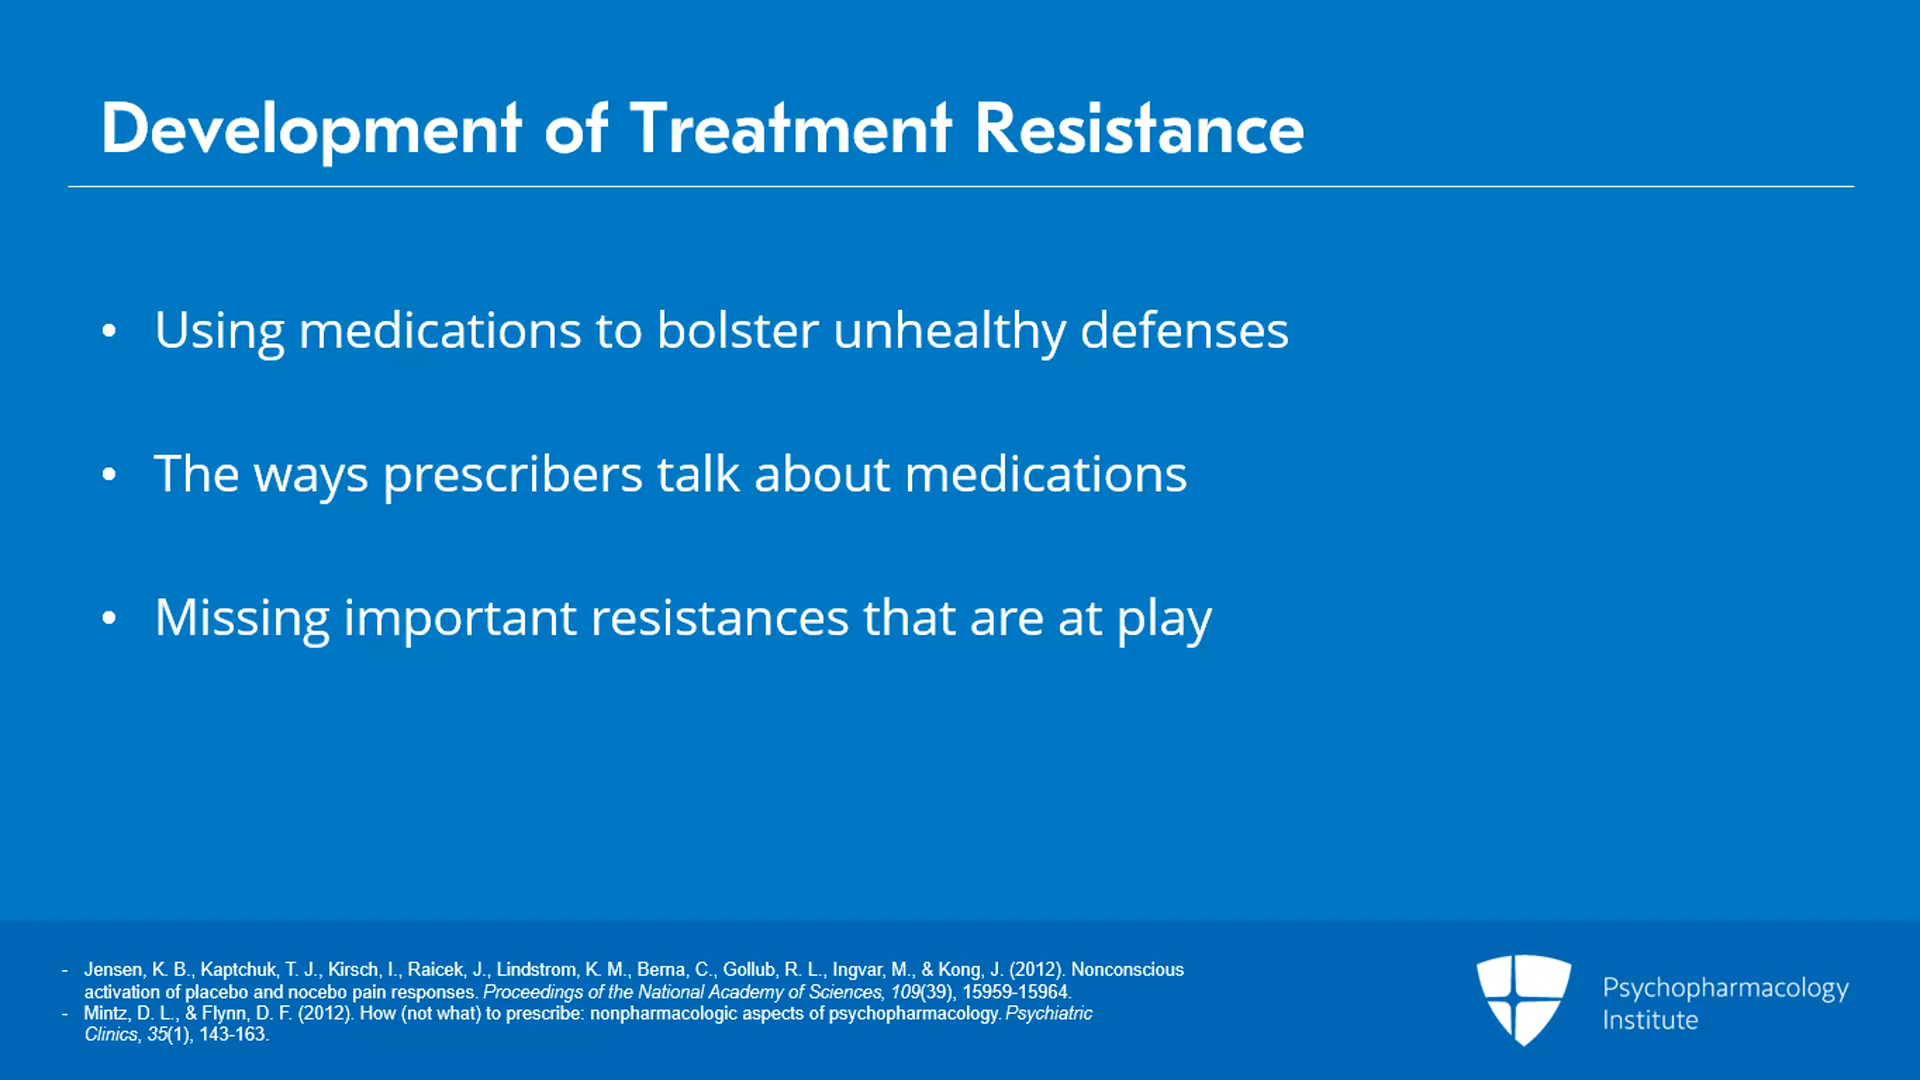 Development of Treatment Resistance
• Using medications to bolster unhealthy defenses
• The ways prescribers talk about medications
• Missing important resistances that are at play
- Jensen, K. B., Kaptchuk, T. J., Kirsch, I., Raicek, J., Lindstrom, K. M., Berna, C., Gollub, R. L., Ingvar, M., & Kong, J. (2012). Nonconscious
activation of placebo and nocebo pain responses. Proceedings of the National Academy of Sciences, 109(39), 15959-15964.
- Mintz, D. L., & Flynn, D. F. (2012). How (not what) to prescribe: nonpharmacologic aspects of psychopharmacology. Psychiatric
Clinics, 35(1), 143-163.
Psychopharmacology
Institute